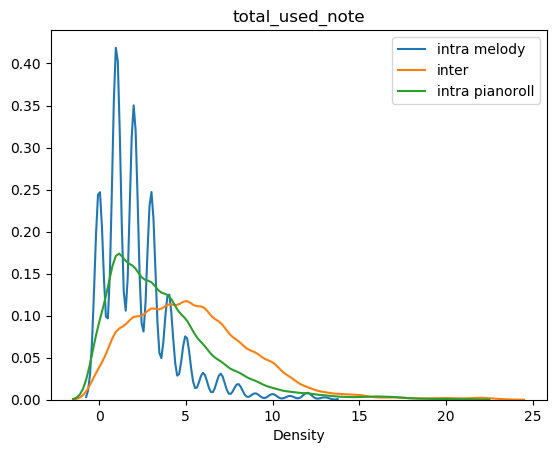 total_used_note
intra melody
inter
intra pianoroll
0.40
0.35
0.30
0.25
0.20
0.15
0.10
0.05
0.00
0 5 10 15 20 25
Density